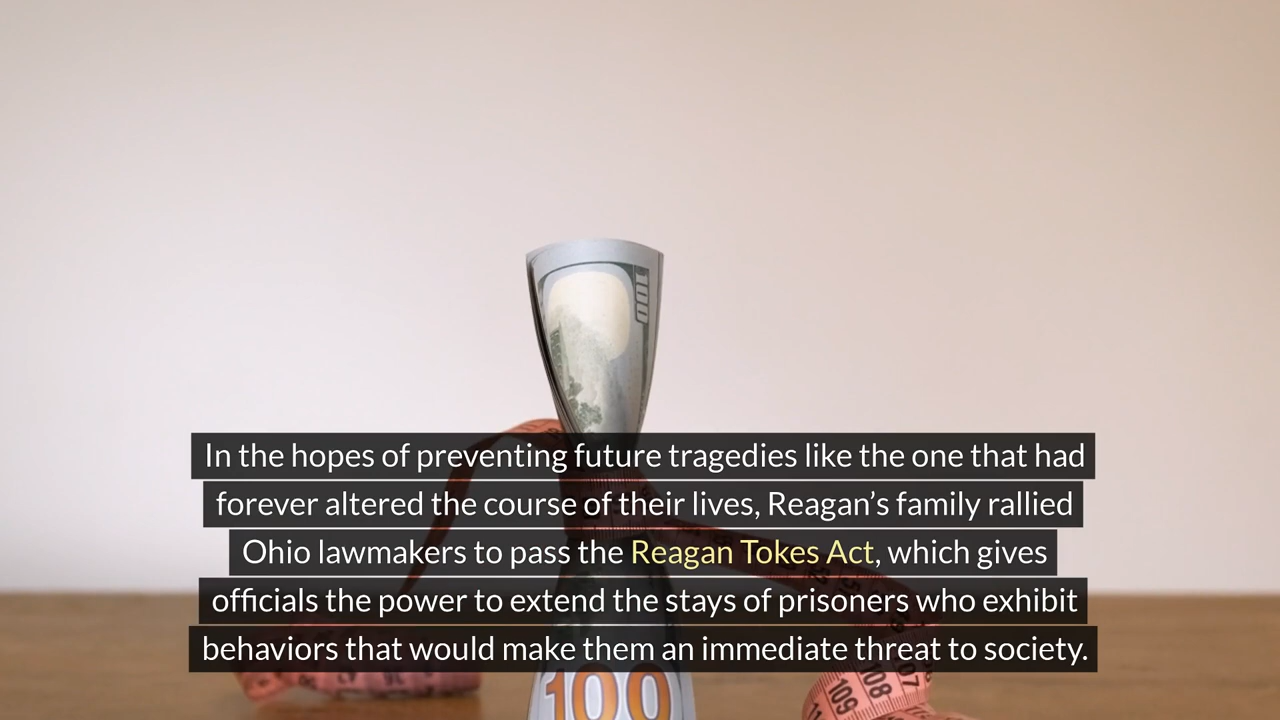 100
In the hopes of preventing future tragedies like the one that had
forever altered the course of their lives, Reagan’s family rallied
Ohio lawmakers to pass the Reagan Tokes Act, which gives
officials the power to extend the stays of prisoners who exhibit
behaviors that would make them an immediate threat to society.
100
109
108